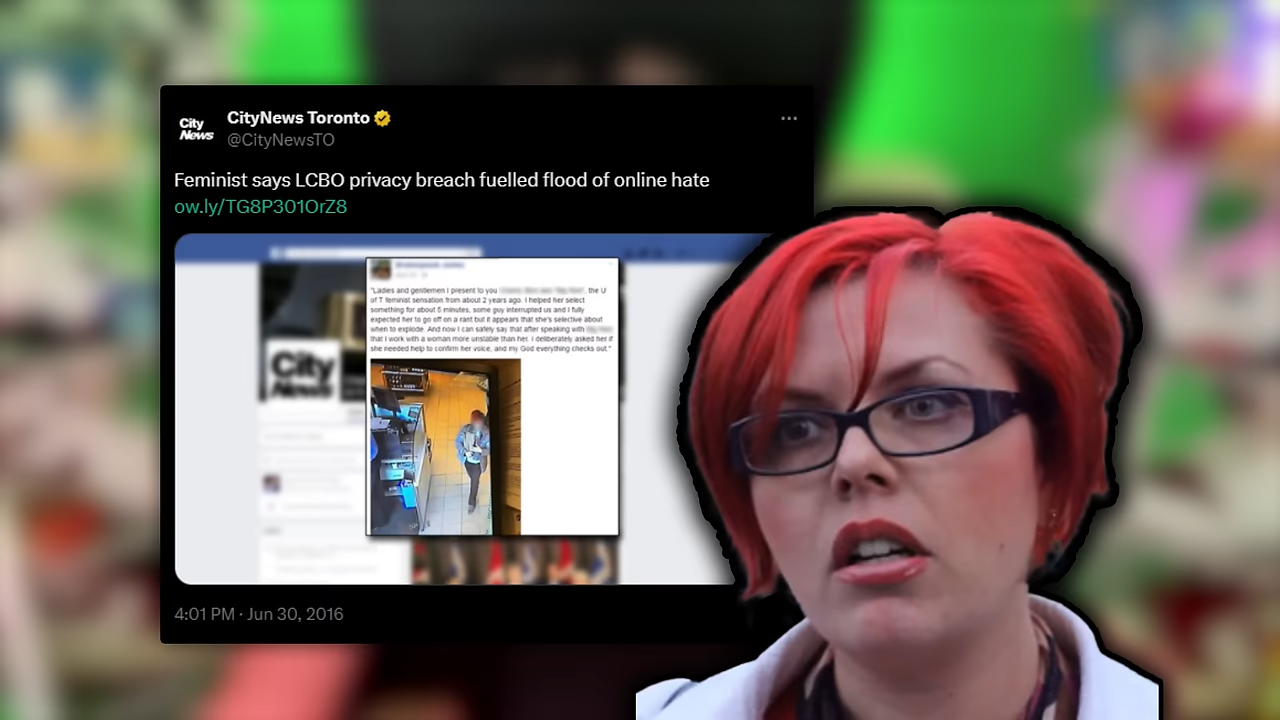 City
News
CityNews Toronto
@CityNewsTO
Feminist says LCBO privacy breach fuelled flood of online hate
ow.ly/TG8P301OrZ8
"Ladies and gentlemen I present to you the U
of T feminist sensation from about 2 years ago. I helped her select
something for about 5 minutes, some guy interrupted us and I fully
expected her to go off on a rant but it appears that she's selective about
when to explode. And now I can safely say that after speaking with
that I work with a woman more unstable than her. I deliberately asked her if
she needed help to confirm her voice, and my God everything checks out."
City
News
4:01 PM · Jun 30, 2016